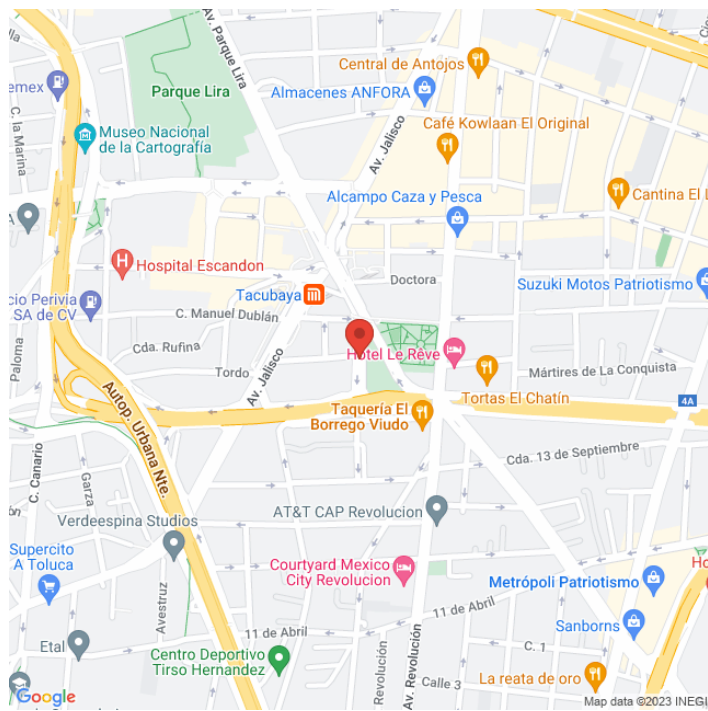 Av. Parque Lira
Central de Antojos
Parque Lira
Almacenes ANFORA
emex
C. la Marina
Museo Nacional
de la Cartografía
Café Kowlaan El Original
Av. Jalisco
Alcampo Caza y Pesca
Cantina El L
Hospital Escandon
Doctora
Suzuki Motos Patriotismo
Tacubaya
cio Perivia
SA de CV
C. Manuel Dublán
Paloma
Cda. Rufina
Hotel Le Rêve
Tordo
Av. Jalisco
Mártires de La Conquista
Tortas El Chatín
Autop. Urbana Nte.
Taquería El
Borrego Viudo
4A
Cda. 13 de Septiembre
C. Canario
Garza
Verdeespina Studios
AT&T CAP Revolucion
Supercito
A Toluca
Courtyard Mexico
City Revolucion
Metrópoli Patriotismo
Ho
Avestruz
11 de Abril
Sanborns
11 de Abril
Etal
Centro Deportivo
Tirso Hernandez
Revolución
Av. Revolución
C. 1
Calle 3
La reata de oro
Google
Map data ©2023 INEGI